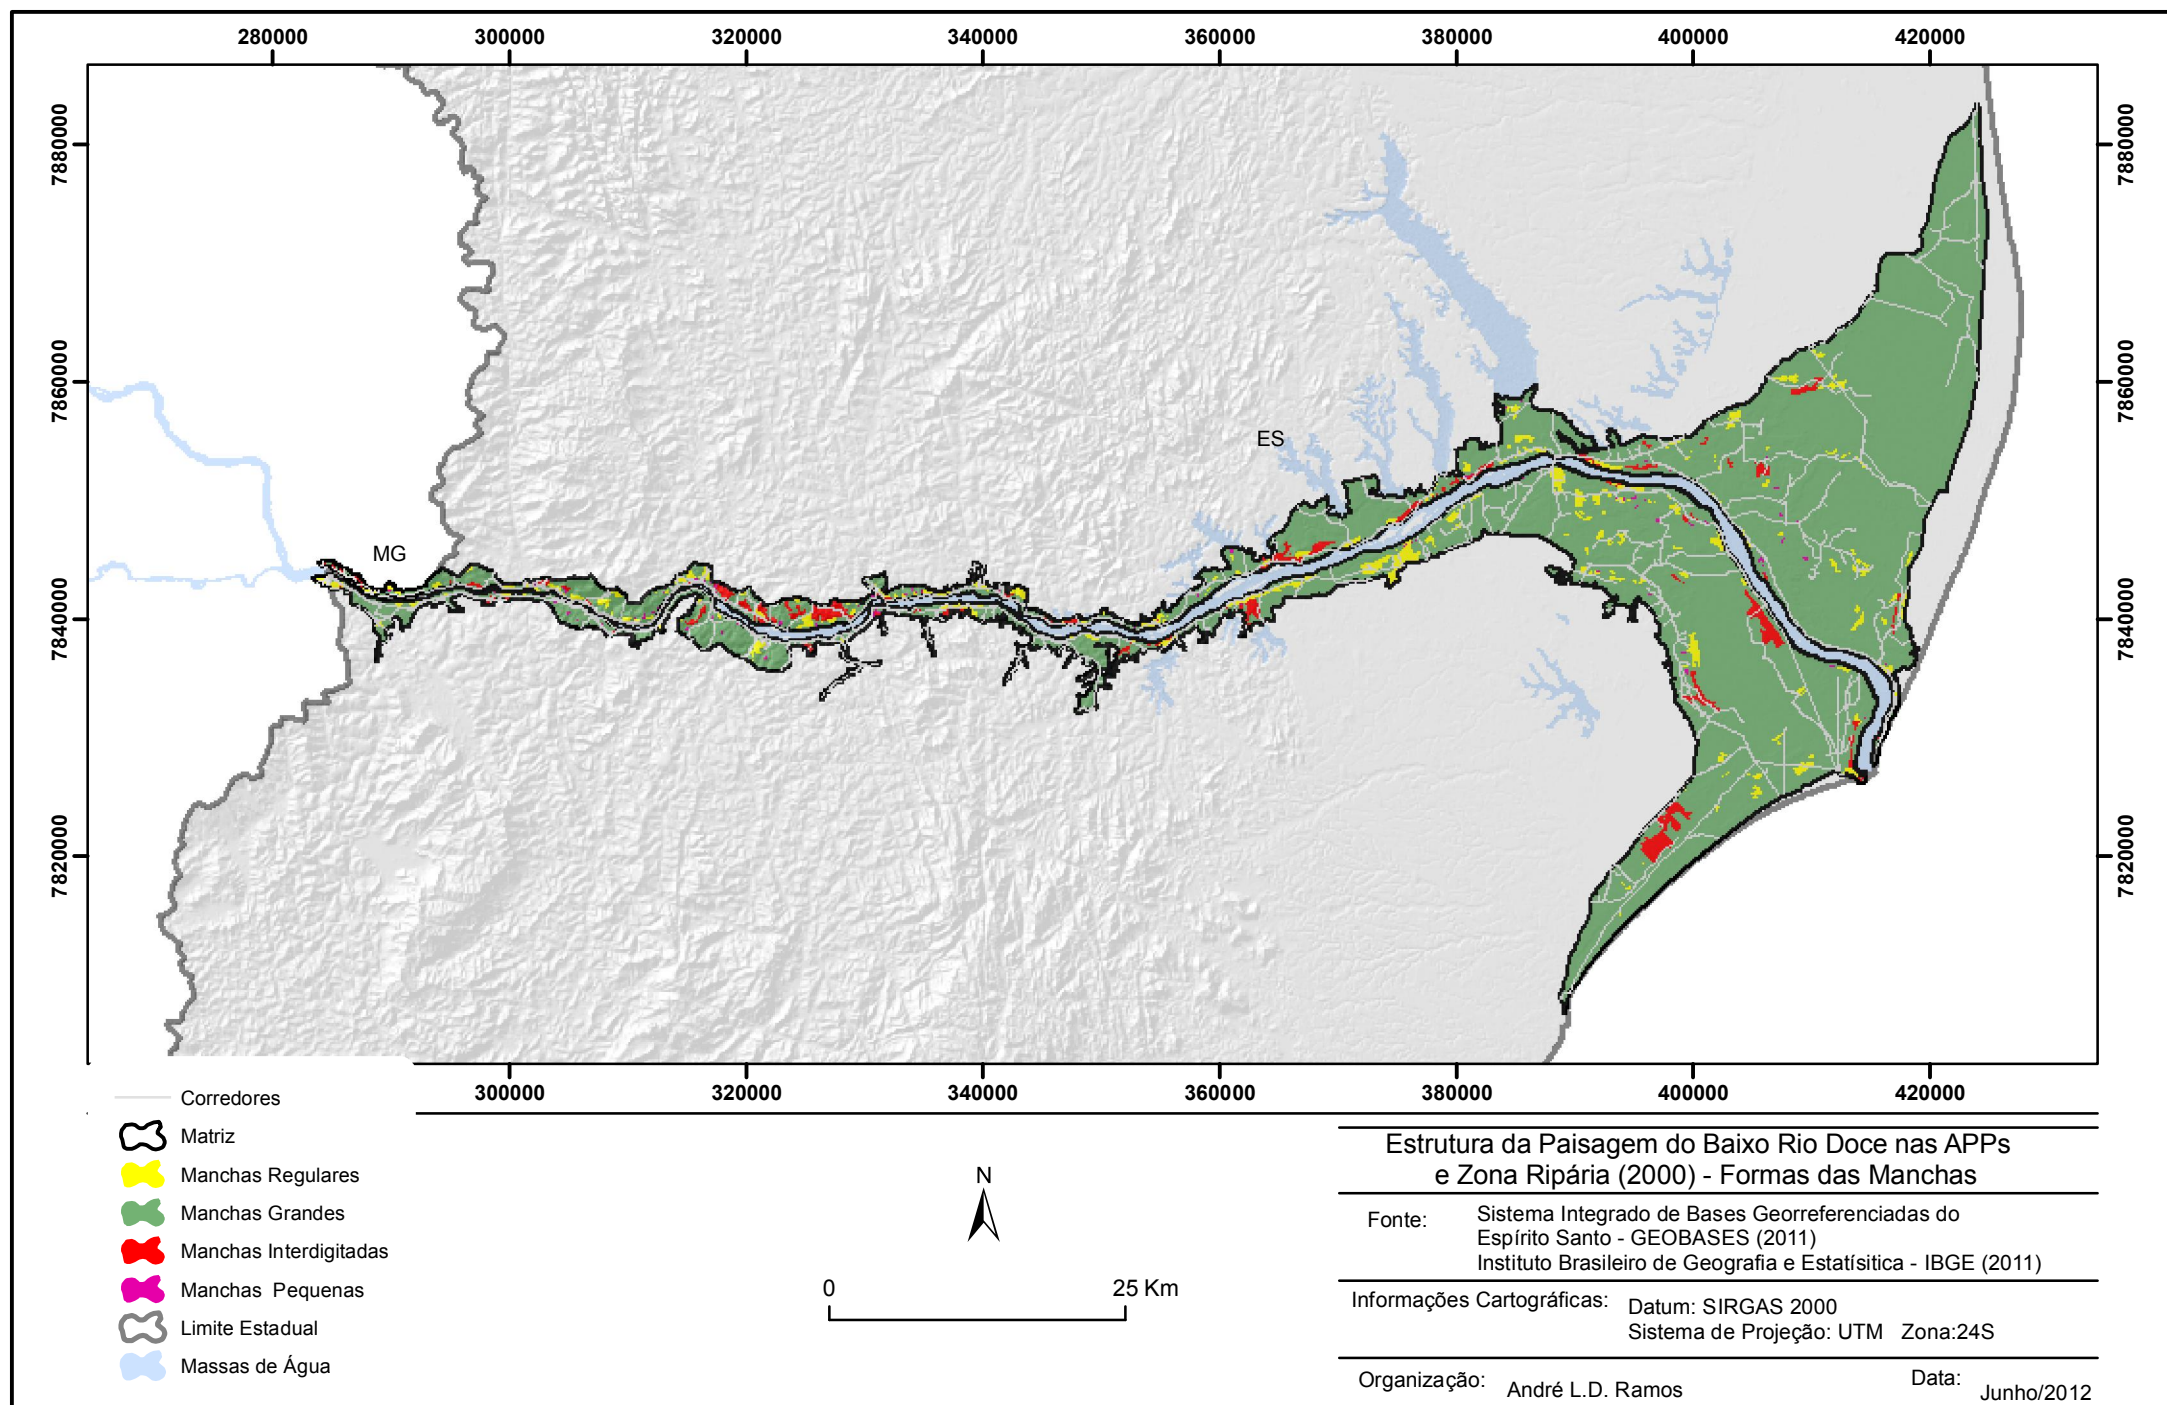 280000 300000 320000 340000 360000 380000 400000 420000
7880000 7880000
7860000 7860000
7840000 7840000
7820000 7820000
ES
MG
300000 320000 340000 360000 380000 400000 420000
Corredores
Matriz
Manchas Regulares
Manchas Grandes
Manchas Interdigitadas
Manchas Pequenas
Limite Estadual
Massas de Água
N
0 25 Km
Estrutura da Paisagem do Baixo Rio Doce nas APPs
e Zona Ripária (2000) - Formas das Manchas
Fonte: Sistema Integrado de Bases Georreferenciadas do
Espírito Santo - GEOBASES (2011)
Instituto Brasileiro de Geografia e Estatísitica - IBGE (2011)
Informações Cartográficas: Datum: SIRGAS 2000
Sistema de Projeção: UTM Zona:24S
Organização: André L.D. Ramos Data: Junho/2012